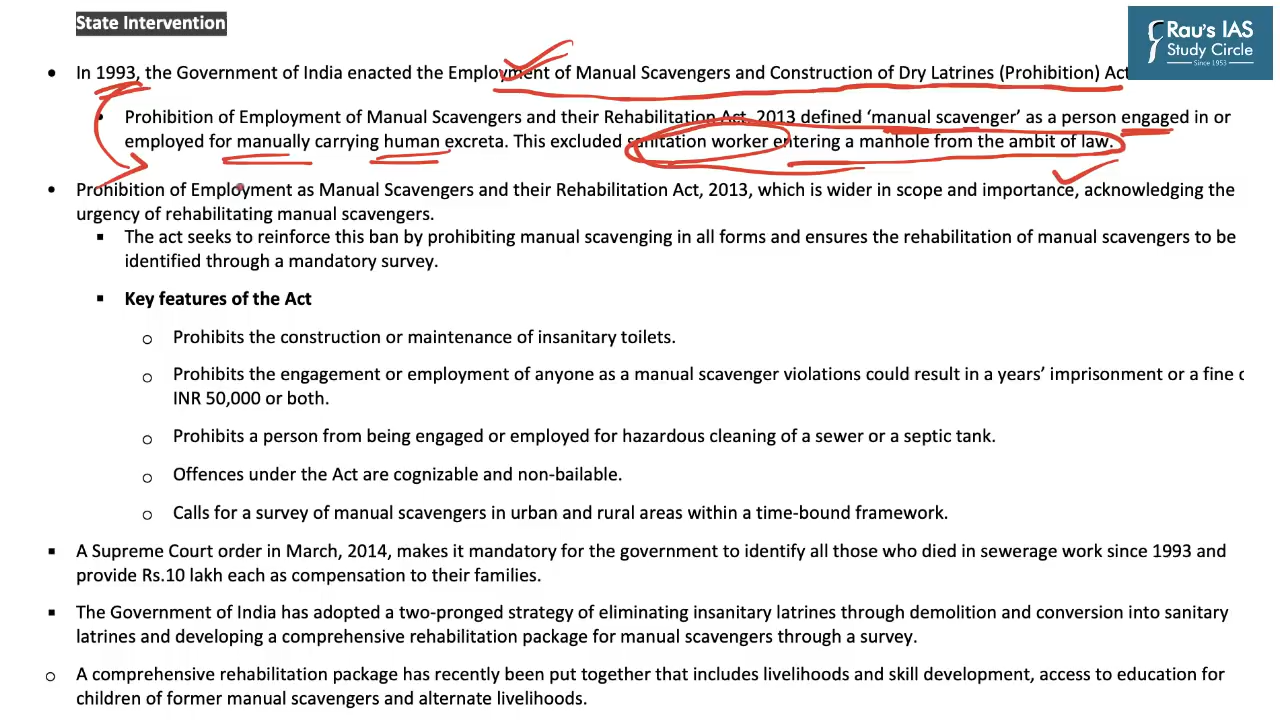 State Intervention
Rau's IAS
Study Circle
Since 1953
• In 1993, the Government of India enacted the Employment of Manual Scavengers and Construction of Dry Latrines (Prohibition) Act
• Prohibition of Employment of Manual Scavengers and their Rehabilitation Act, 2013 defined ‘manual scavenger’ as a person engaged in or
employed for manually carrying human excreta. This excluded sanitation worker entering a manhole from the ambit of law.
• Prohibition of Employment as Manual Scavengers and their Rehabilitation Act, 2013, which is wider in scope and importance, acknowledging the
urgency of rehabilitating manual scavengers.
▪ The act seeks to reinforce this ban by prohibiting manual scavenging in all forms and ensures the rehabilitation of manual scavengers to be
identified through a mandatory survey.
▪ Key features of the Act
o Prohibits the construction or maintenance of insanitary toilets.
o Prohibits the engagement or employment of anyone as a manual scavenger violations could result in a years’ imprisonment or a fine
INR 50,000 or both.
o Prohibits a person from being engaged or employed for hazardous cleaning of a sewer or a septic tank.
o Offences under the Act are cognizable and non-bailable.
o Calls for a survey of manual scavengers in urban and rural areas within a time-bound framework.
▪ A Supreme Court order in March, 2014, makes it mandatory for the government to identify all those who died in sewerage work since 1993 and
provide Rs.10 lakh each as compensation to their families.
▪ The Government of India has adopted a two-pronged strategy of eliminating insanitary latrines through demolition and conversion into sanitary
latrines and developing a comprehensive rehabilitation package for manual scavengers through a survey.
o A comprehensive rehabilitation package has recently been put together that includes livelihoods and skill development, access to education for
children of former manual scavengers and alternate livelihoods.